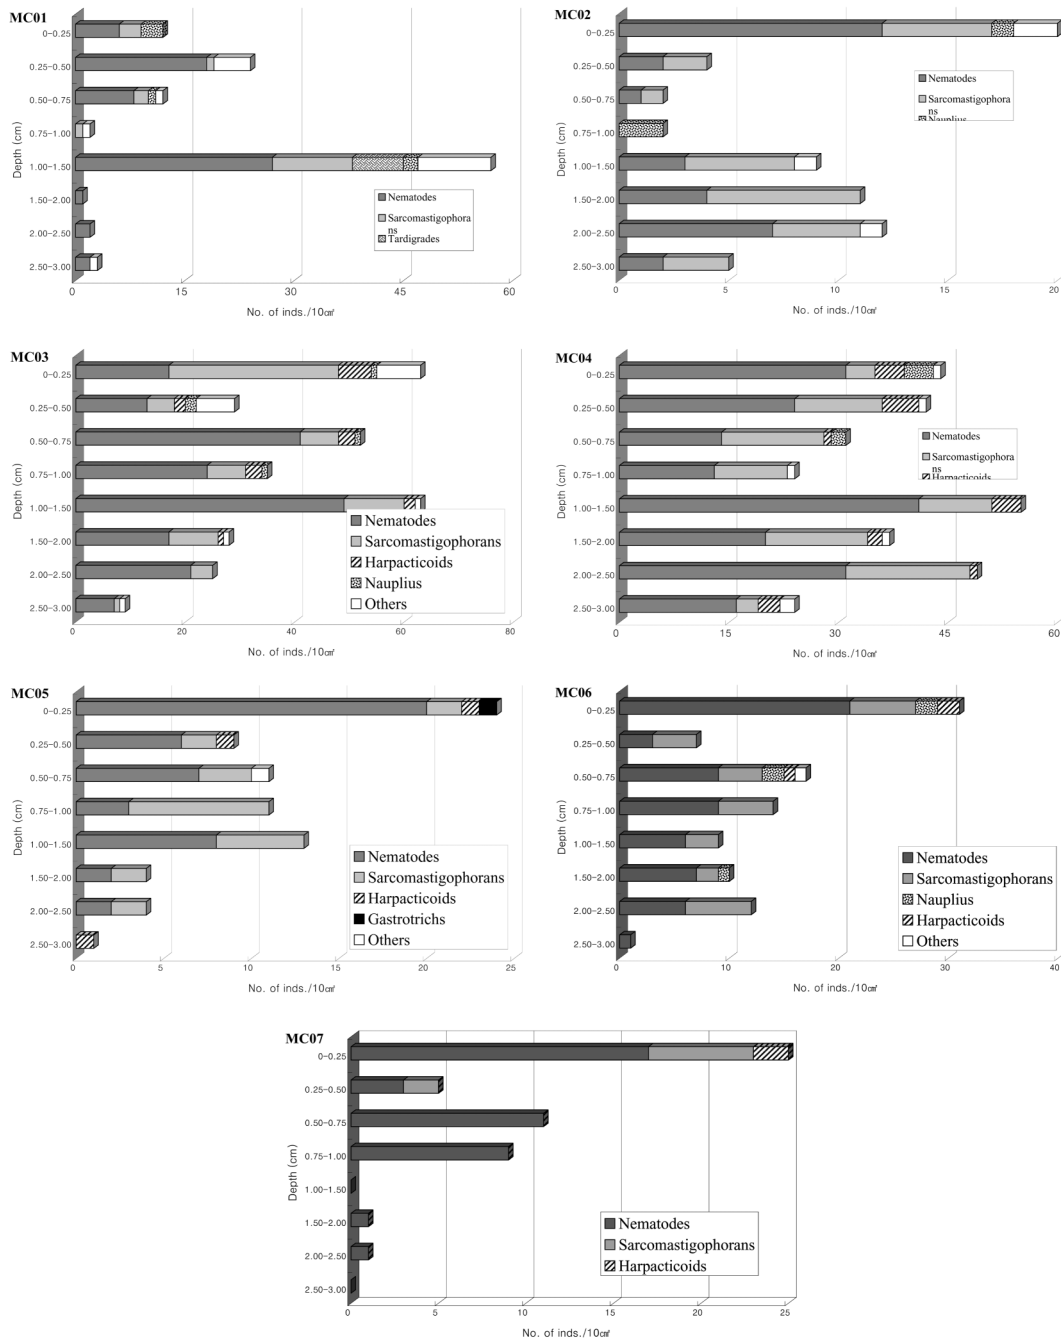 MC01
0-0.25
0.25-0.50
0.50-0.75
0.75-1.00
1.00-1.50
1.50-2.00
2.00-2.50
2.50-3.00
Depth (cm)
Nematodes
Sarcomastigophora
ns
Tardigrades
0 15 30 45 60
No. of inds./10㎠
MC02
0-0.25
0.25-0.50
0.50-0.75
0.75-1.00
1.00-1.50
1.50-2.00
2.00-2.50
2.50-3.00
Depth (cm)
Nematodes
Sarcomastigophora
ns
Nauplius
0 5 10 15 20
No. of inds./10㎠
MC03
0-0.25
0.25-0.50
0.50-0.75
0.75-1.00
1.00-1.50
1.50-2.00
2.00-2.50
2.50-3.00
Depth (cm)
Nematodes
Sarcomastigophorans
Harpacticoids
Nauplius
Others
0 20 40 60 80
No. of inds./10㎠
MC04
0-0.25
0.25-0.50
0.50-0.75
0.75-1.00
1.00-1.50
1.50-2.00
2.00-2.50
2.50-3.00
Depth (cm)
Nematodes
Sarcomastigophora
ns
Harpacticoids
0 15 30 45 60
No. of inds./10㎠
MC05
0-0.25
0.25-0.50
0.50-0.75
0.75-1.00
1.00-1.50
1.50-2.00
2.00-2.50
2.50-3.00
Depth (cm)
Nematodes
Sarcomastigophorans
Harpacticoids
Gastrotrichs
Others
0 5 10 15 20 25
No. of inds./10㎠
MC06
0-0.25
0.25-0.50
0.50-0.75
0.75-1.00
1.00-1.50
1.50-2.00
2.00-2.50
2.50-3.00
Depth (cm)
Nematodes
Sarcomastigophorans
Nauplius
Harpacticoids
Others
0 10 20 30 40
No. of inds./10㎠
MC07
0-0.25
0.25-0.50
0.50-0.75
0.75-1.00
1.00-1.50
1.50-2.00
2.00-2.50
2.50-3.00
Depth (cm)
Nematodes
Sarcomastigophorans
Harpacticoids
0 5 10 15 20 25
No. of inds./10㎠